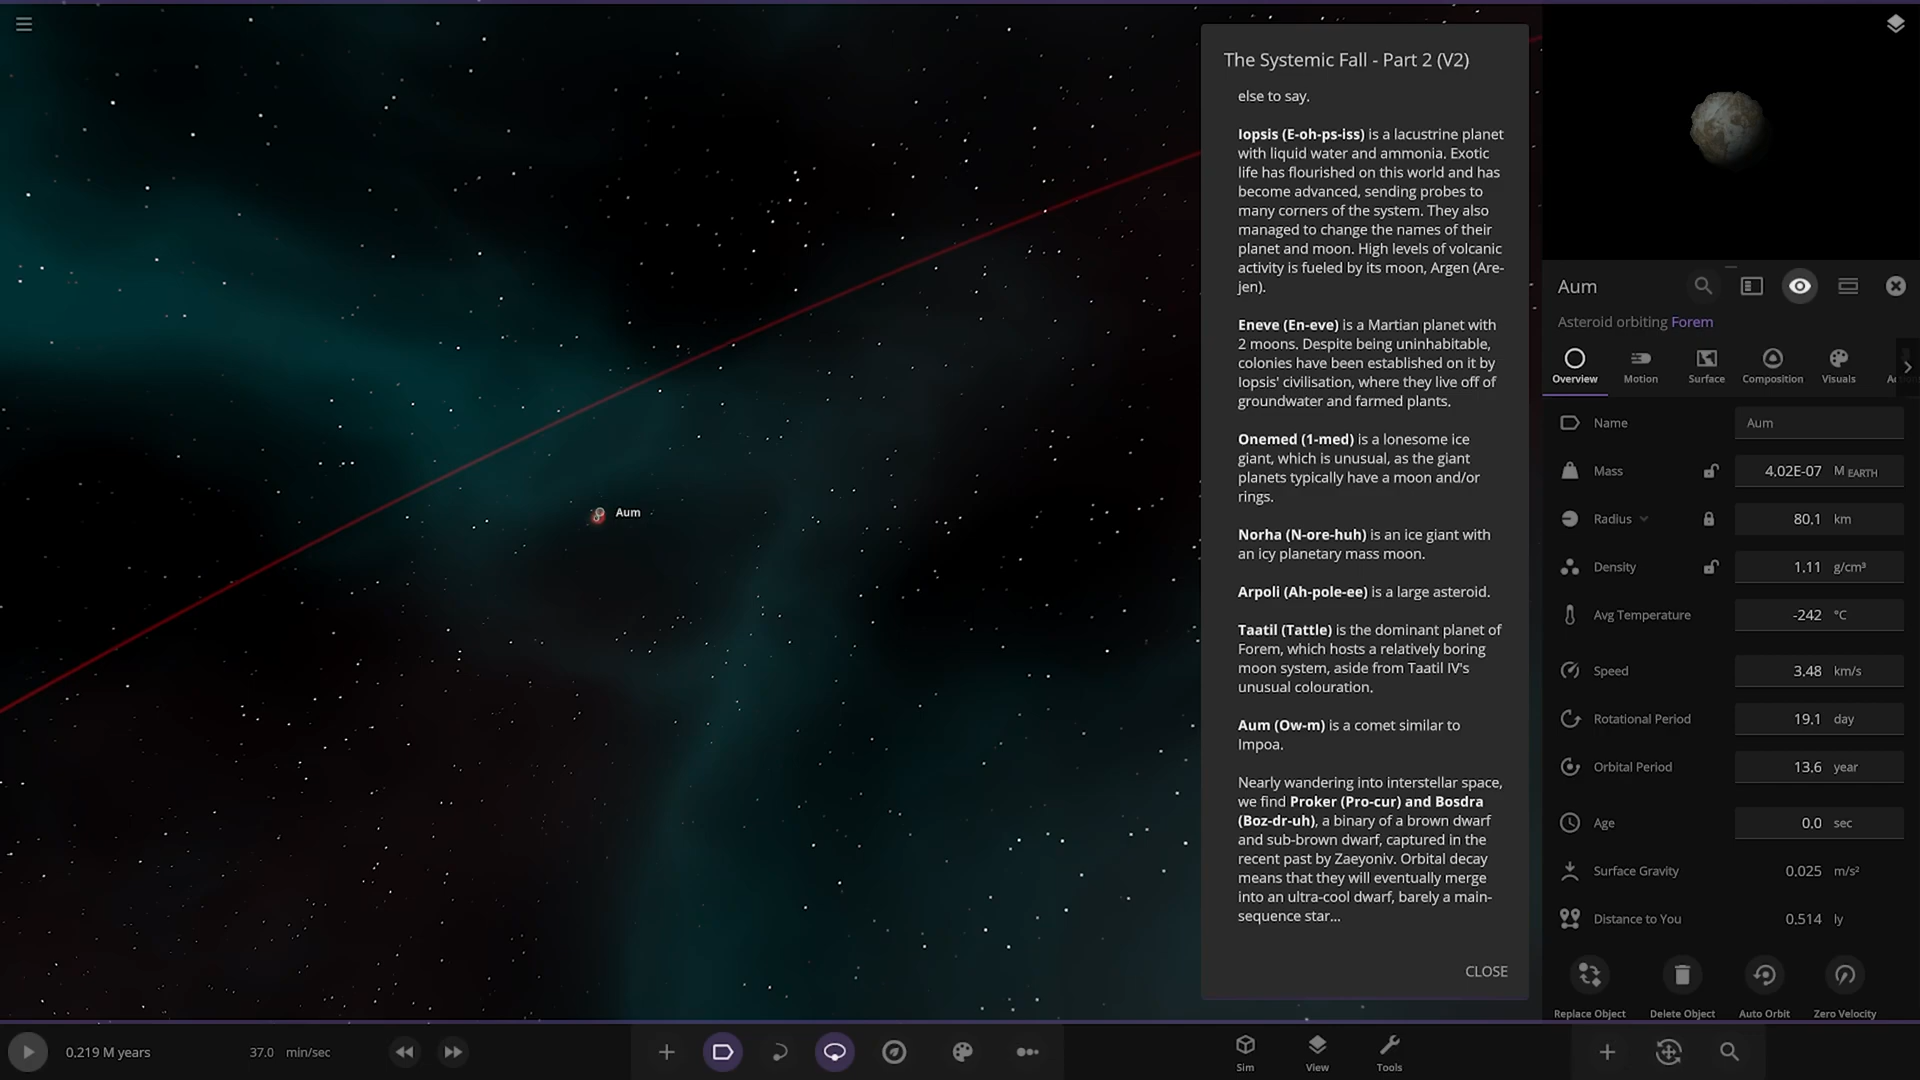 The Systemic Fall - Part 2 (V2)
else to say.
Iopsis (E-oh-ps-iss) is a lacustrine planet
with liquid water and ammonia. Exotic
life has flourished on this world and has
become advanced, sending probes to
many corners of the system. They also
managed to change the names of their
planet and moon. High levels of volcanic
activity is fueled by its moon, Argen (Are-
jen).
Eneve (En-eve) is a Martian planet with
2 moons. Despite being uninhabitable,
colonies have been established on it by
Iopsis' civilisation, where they live off of
groundwater and farmed plants.
Onemed (1-med) is a lonesome ice
giant, which is unusual, as the giant
planets typically have a moon and/or
rings.
Norha (N-ore-huh) is an ice giant with
an icy planetary mass moon.
Arpoli (Ah-pole-ee) is a large asteroid.
Taatil (Tattle) is the dominant planet of
Forem, which hosts a relatively boring
moon system, aside from Taatil IV's
unusual colouration.
Aum (Ow-m) is a comet similar to
Impoa.
Nearly wandering into interstellar space,
we find Proker (Pro-cur) and Bosdra
(Boz-dr-uh), a binary of a brown dwarf
and sub-brown dwarf, captured in the
recent past by Zaeyoniv. Orbital decay
means that they will eventually merge
into an ultra-cool dwarf, barely a main-
sequence star...
CLOSE
Aum
Aum
Asteroid orbiting Forem
Overview Motion Surface Composition Visuals
Name Aum
Mass 4.02E-07 M EARTH
Radius 80.1 km
Density 1.11 g/cm³
Avg Temperature -242 °C
Speed 3.48 km/s
Rotational Period 19.1 day
Orbital Period 13.6 year
Age 0.0 sec
Surface Gravity 0.025 m/s²
Distance to You 0.514 ly
Replace Object Delete Object Auto Orbit Zero Velocity
0.219 M years 37.0 min/sec
Sim View Tools